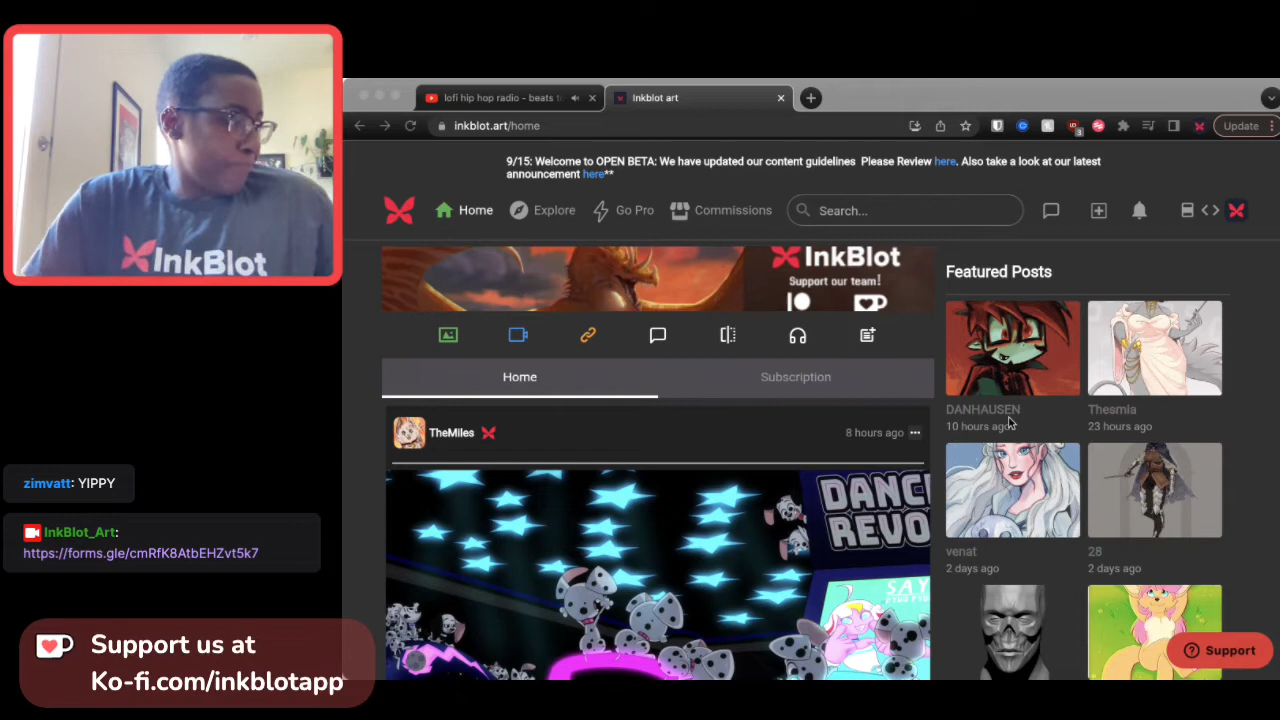 InkBlot
lofi hip hop radio - beats to
Inkblot art
inkblot.art/home
3
Update
9/15: Welcome to OPEN BETA: We have updated our content guidelines Please Review here. Also take a look at our latest
announcement here**
Home
Explore
Go Pro
Commissions
Search...
InkBlot
Support our team!
Home
Subscription
TheMiles
8 hours ago
DANC
REVO
SAY
Featured Posts
DANHAUSEN
10 hours ago
Thesmia
23 hours ago
venat
2 days ago
28
2 days ago
Support
zimvatt: YIPPY
InkBlot_Art:
https://forms.gle/cmRfK8AtbEHZvt5k7
Support us at
Ko-fi.com/inkblotapp